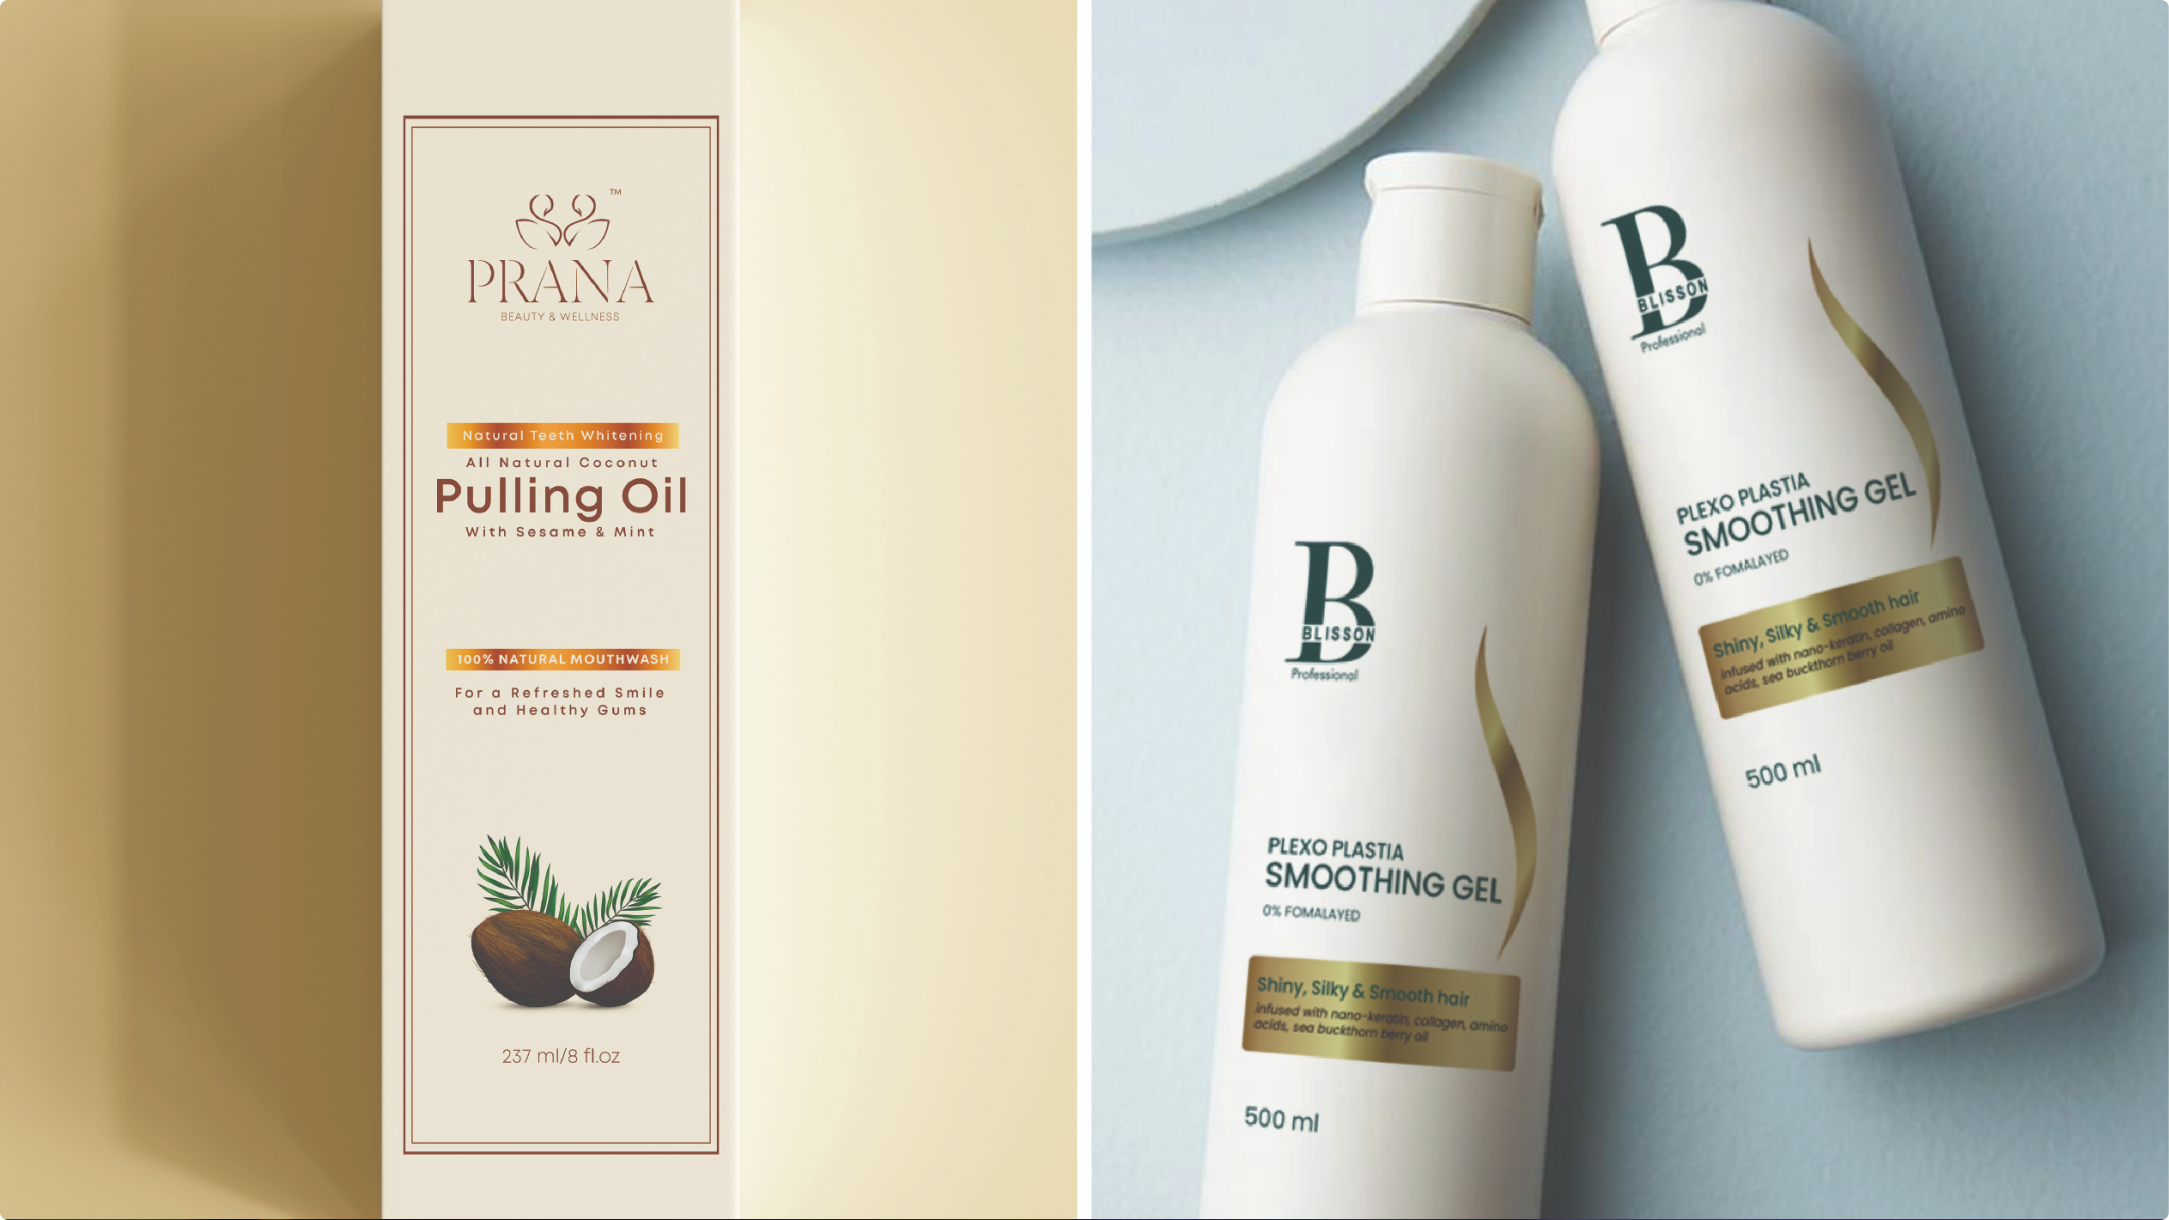 TM
PRANA
BEAUTY & WELLNESS
Natural Teeth Whitening
All Natural Coconut
Pulling Oil
With Sesame & Mint
100% NATURAL MOUTHWASH
For a Refreshed Smile
and Healthy Gums
237 ml/8 fl.oz
B
BLISSON
Professional
PLEXO PLASTIA
SMOOTHING GEL
0% FOMALAYED
Shiny, Silky & Smooth hair
infused with nano-keratin, collagen, amino
acids, sea buckthorn berry oil
500 ml
B
BLISSON
Professional
PLEXO PLASTIA
SMOOTHING GEL
0% FOMALAYED
Shiny, Silky & Smooth hair
infused with nano-keratin, collagen, amino
acids, sea buckthorn berry oil
500 ml